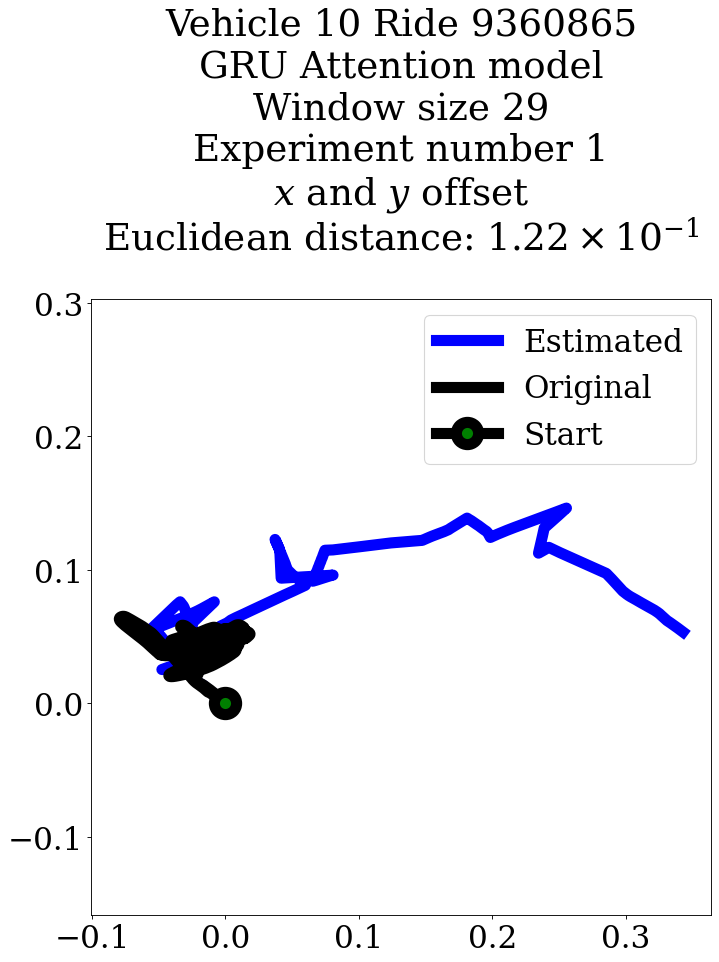 Vehicle 10 Ride 9360865
GRU Attention model
Window size 29
Experiment number 1
x and y offset
Euclidean distance: 1.22 × 10⁻¹
0.3
0.2
0.1
0.0
−0.1
−0.1
0.0
0.1
0.2
0.3
Estimated
Original
Start